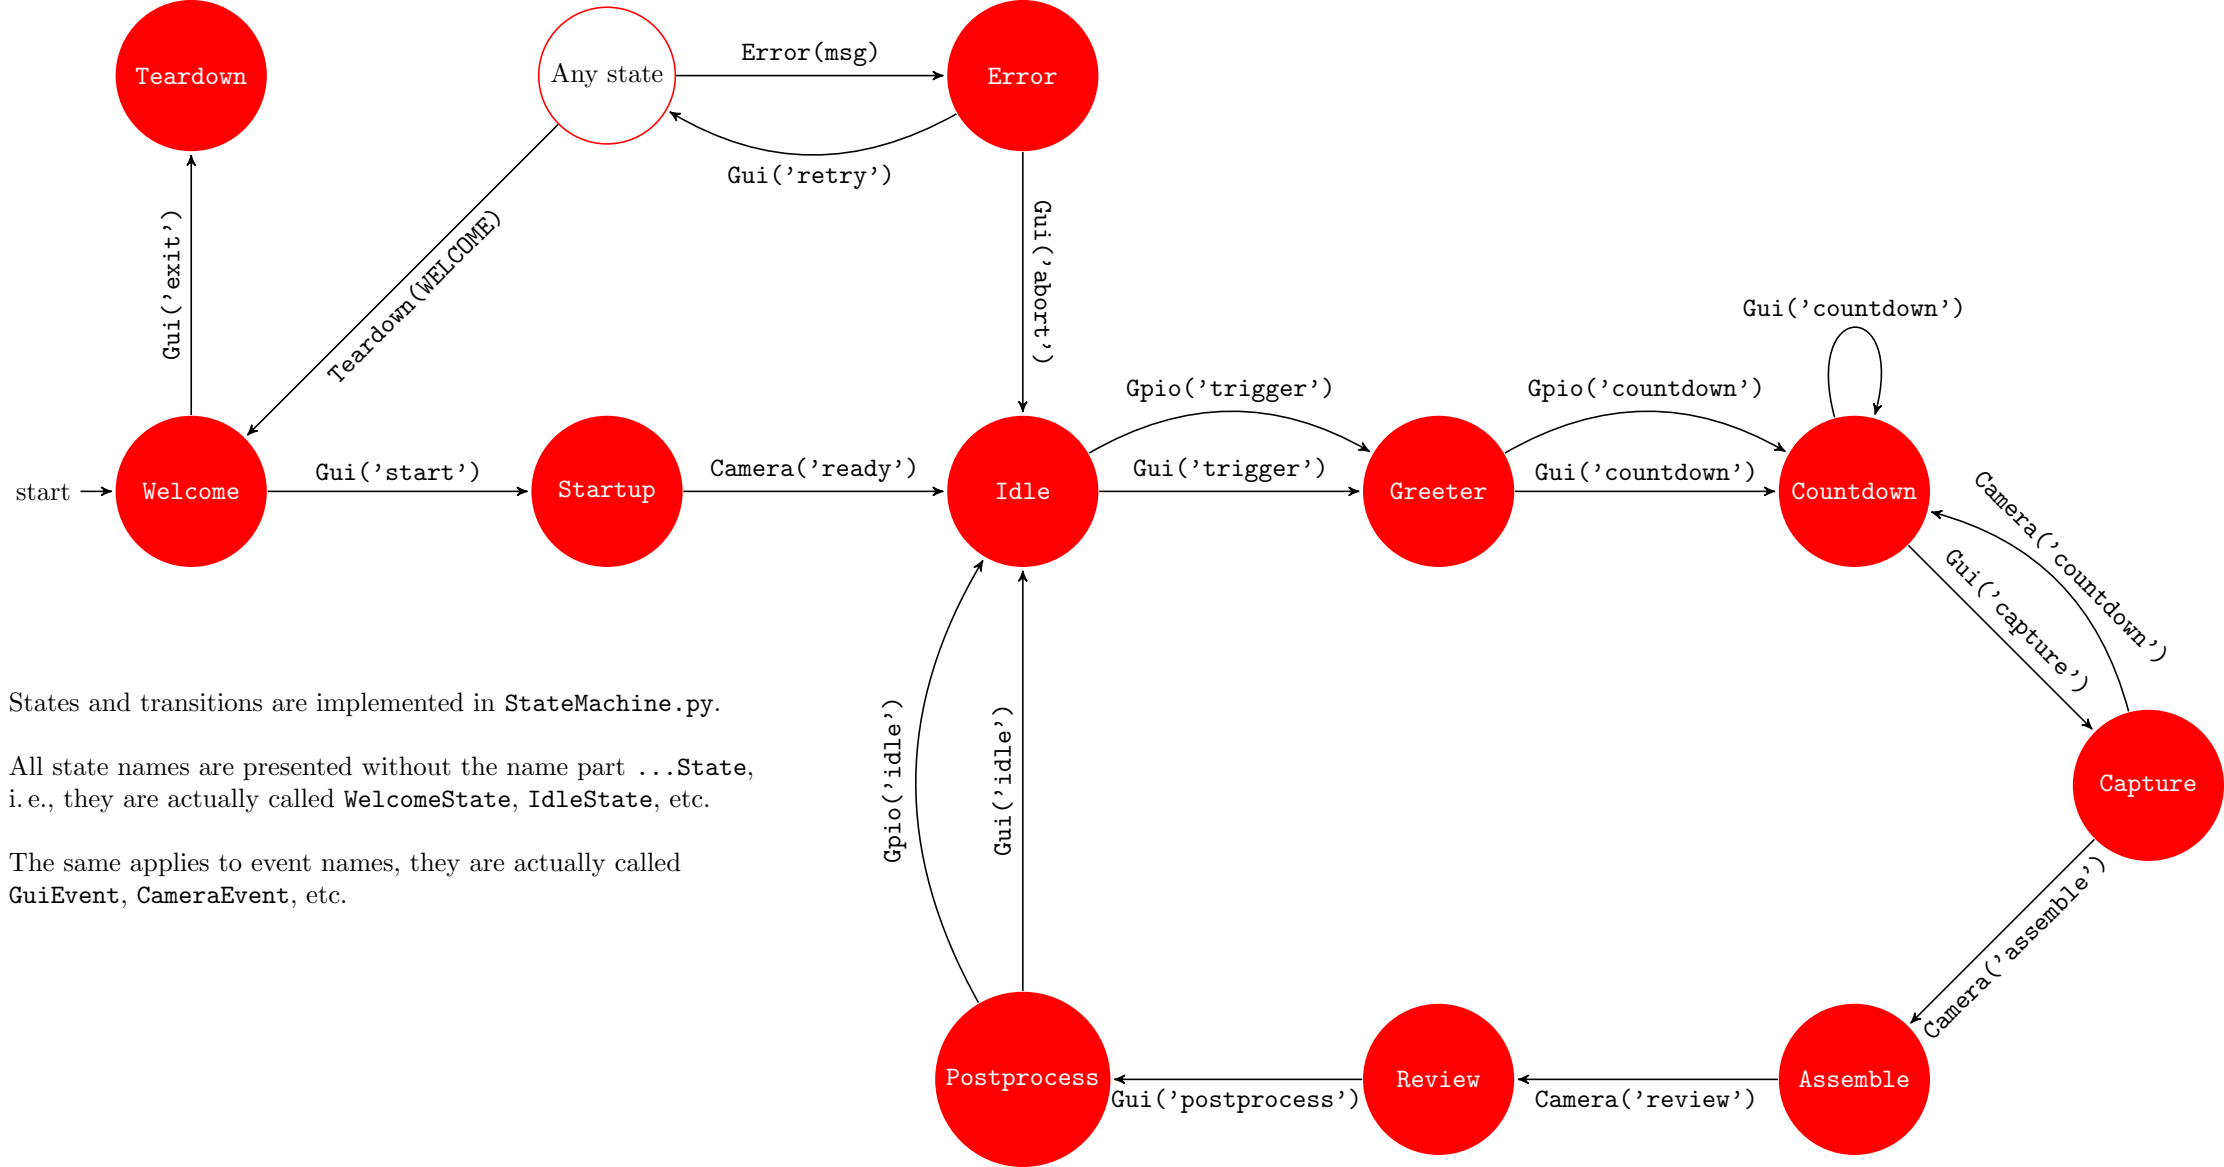 Teardown
Any state
Error(msg)
Error
Gui('retry')
Gui('exit')
Teardown(WELCOME)
Gui('abort')
Gui('countdown')
Gpio('trigger')
Gpio('countdown')
start
Welcome
Gui('start')
Startup
Camera('ready')
Idle
Gui('trigger')
Greeter
Gui('countdown')
Countdown
Camera('countdown')
Gui('capture')
States and transitions are implemented in StateMachine.py.
All state names are presented without the name part ...State,
i. e., they are actually called WelcomeState, IdleState, etc.
The same applies to event names, they are actually called
GuiEvent, CameraEvent, etc.
Gpio('idle')
Gui('idle')
Capture
Camera('assemble')
Postprocess
Gui('postprocess')
Review
Camera('review')
Assemble